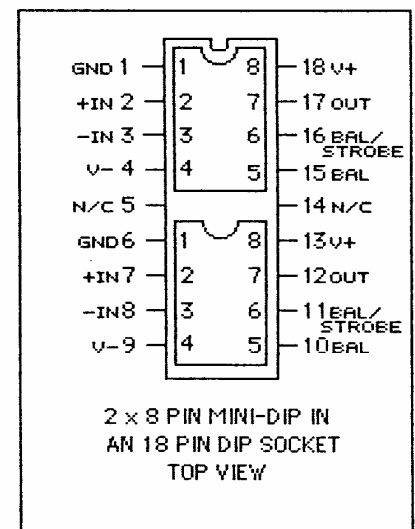 GND 1 1 8 18 V+
+IN 2 2 7 17 OUT
-IN 3 3 6 16 BAL/
STROBE
V- 4 4 5 15 BAL
N/C 5 14 N/C
GND 6 1 8 13 V+
+IN 7 2 7 12 OUT
-IN 8 3 6 11 BAL/
STROBE
V- 9 4 5 10 BAL
2 x 8 PIN MINI-DIP IN
AN 18 PIN DIP SOCKET
TOP VIEW